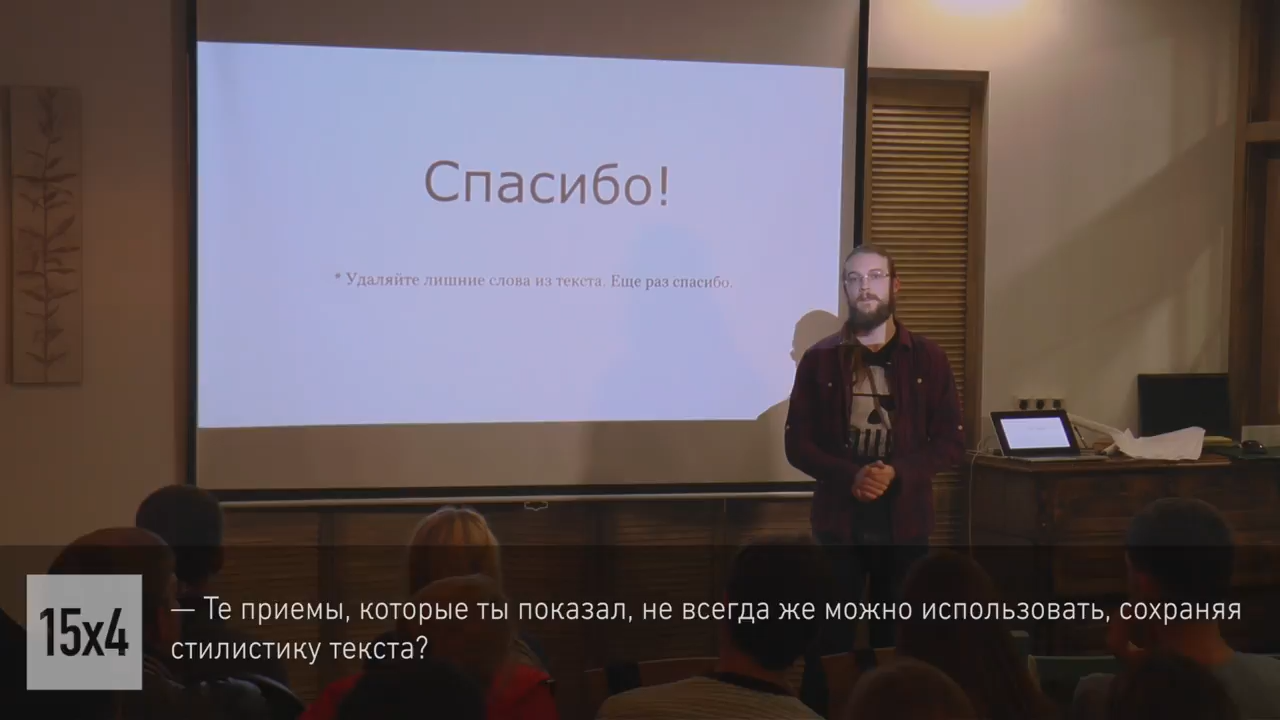 Спасибо!
* Удаляйте лишние слова из текста. Еще раз спасибо.
15x4
— Те приемы, которые ты показал, не всегда же можно использовать, сохраняя
стилистику текста?